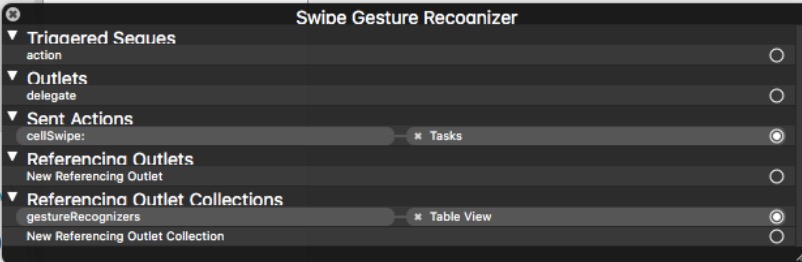 Swipe Gesture Recognizer
Triggered Segues
action
Outlets
delegate
Sent Actions
cellSwipe: Tasks
Referencing Outlets
New Referencing Outlet
Referencing Outlet Collections
gestureRecognizers Table View
New Referencing Outlet Collection